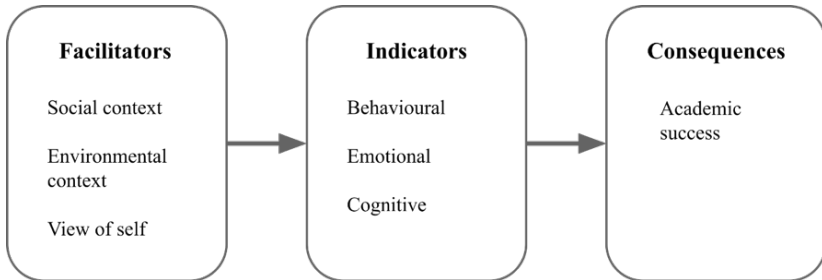 Facilitators
Social context
Environmental
context
View of self
Indicators
Behavioural
Emotional
Cognitive
Consequences
Academic
success